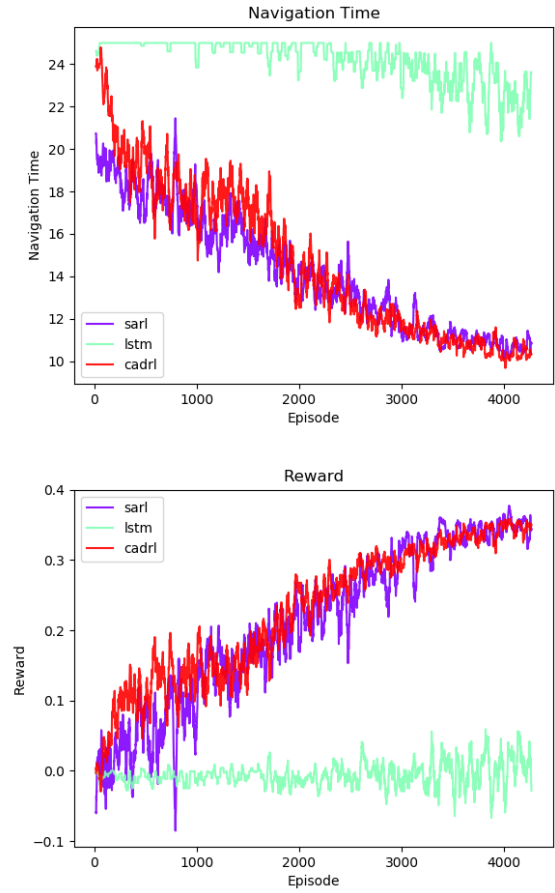 Navigation Time
Navigation Time
24
22
20
18
16
14
12
10
sarl
lstm
cadrl
0 1000 2000 3000 4000
Episode
Reward
Reward
0.4
0.3
0.2
0.1
0.0
−0.1
sarl
lstm
cadrl
0 1000 2000 3000 4000
Episode